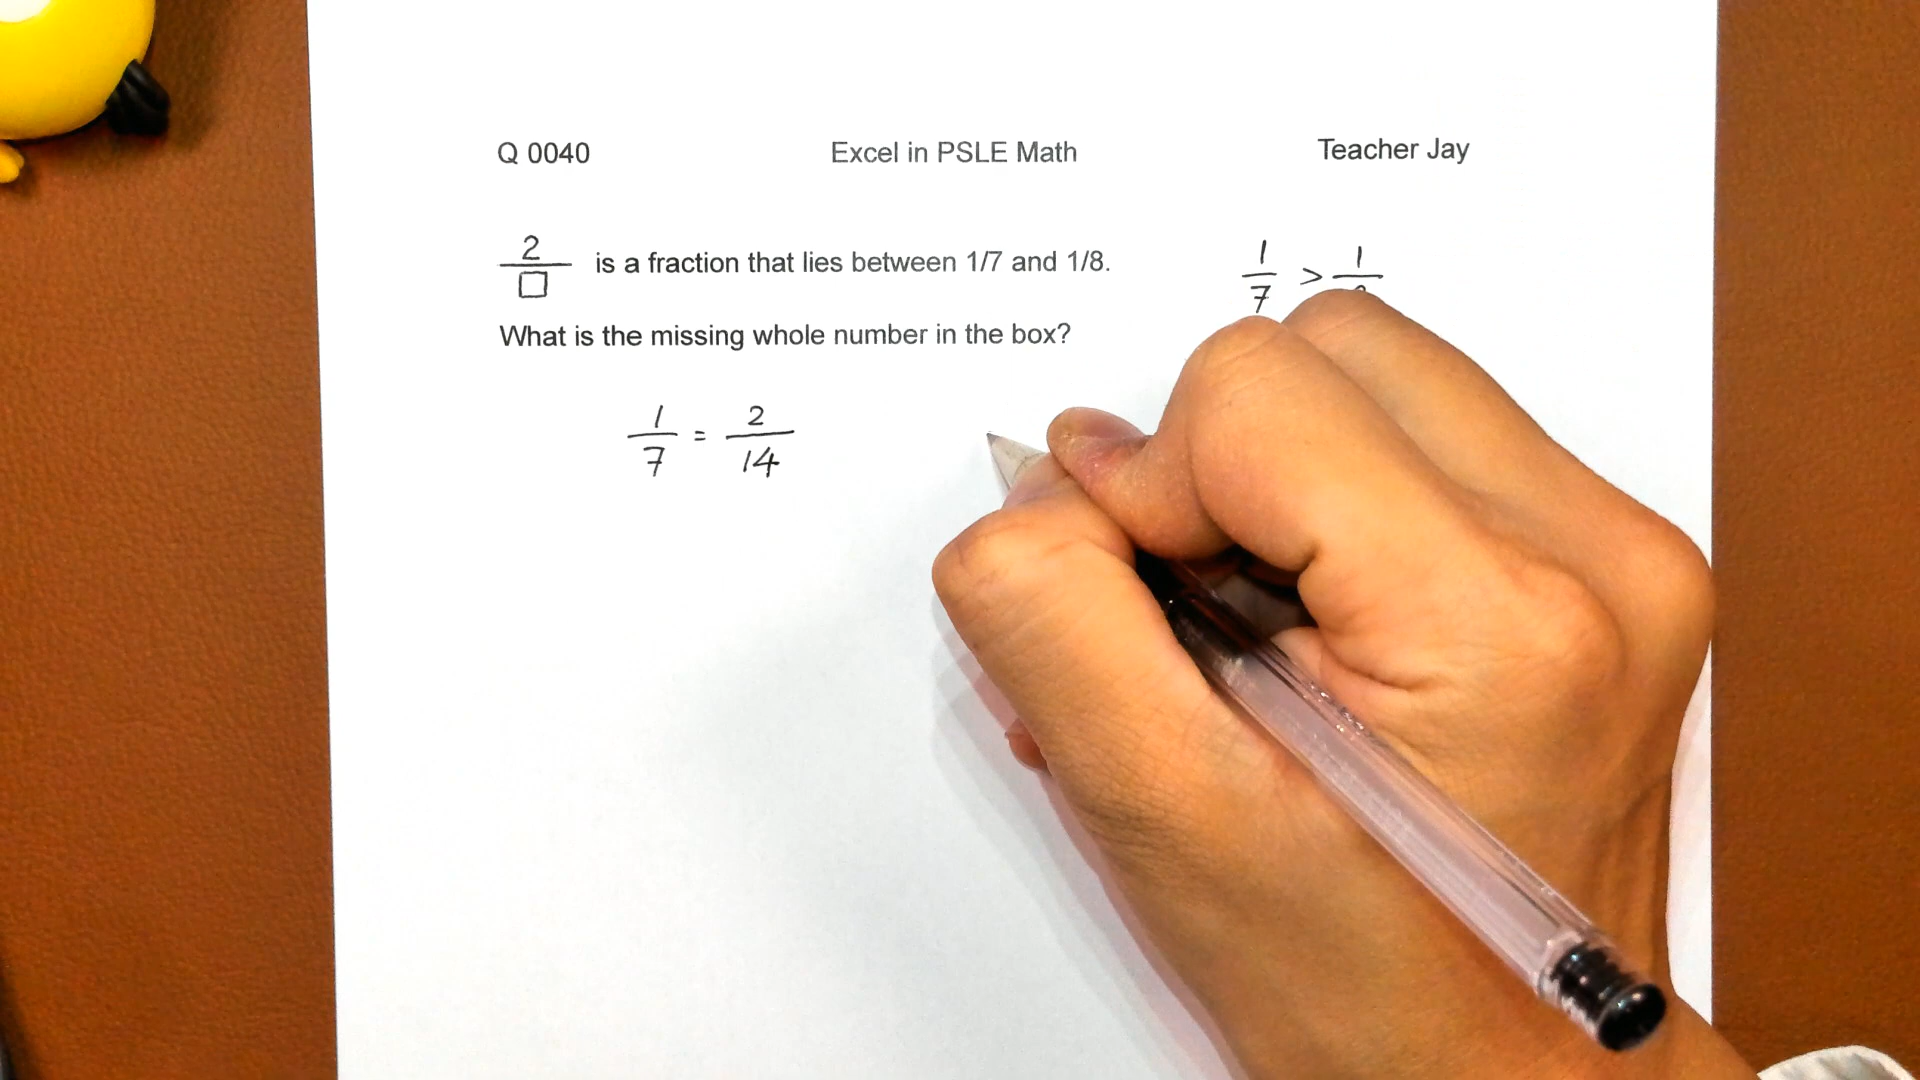 Q 0040 Excel in PSLE Math Teacher Jay
2/□ is a fraction that lies between 1/7 and 1/8.
1/7 > 1/
What is the missing whole number in the box?
1/7 = 2/14